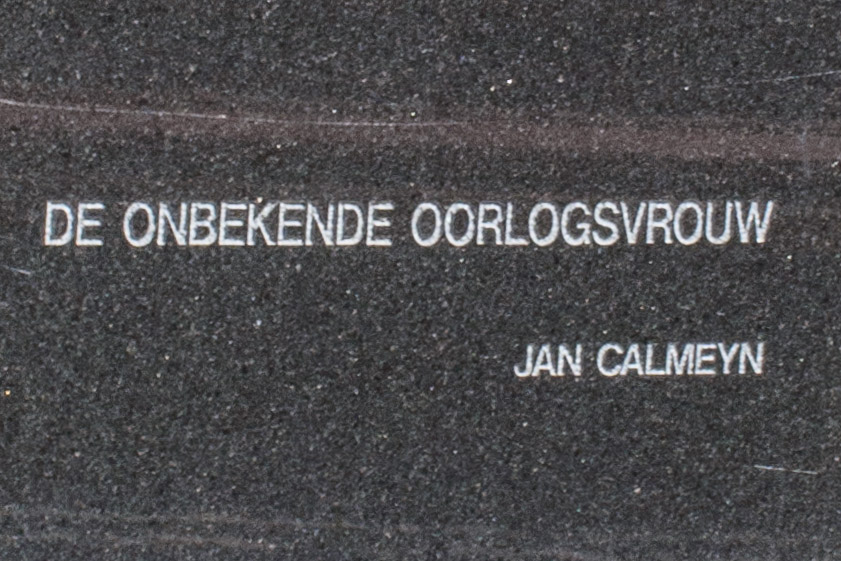 DE ONBEKENDE OORLOGSVROUW
JAN CALMEYN